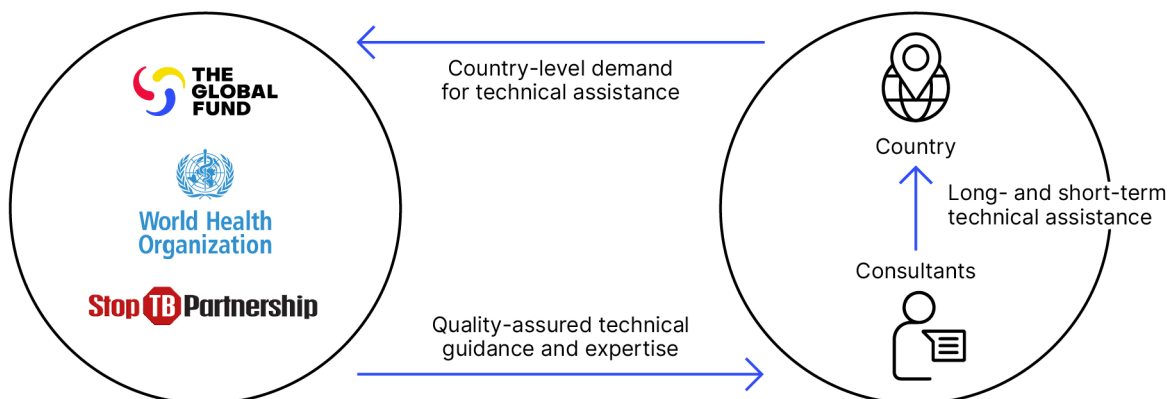 THE
GLOBAL
FUND
World Health
Organization
Stop TB Partnership
Country-level demand
for technical assistance
Quality-assured technical
guidance and expertise
Country
Long- and short-term
technical assistance
Consultants